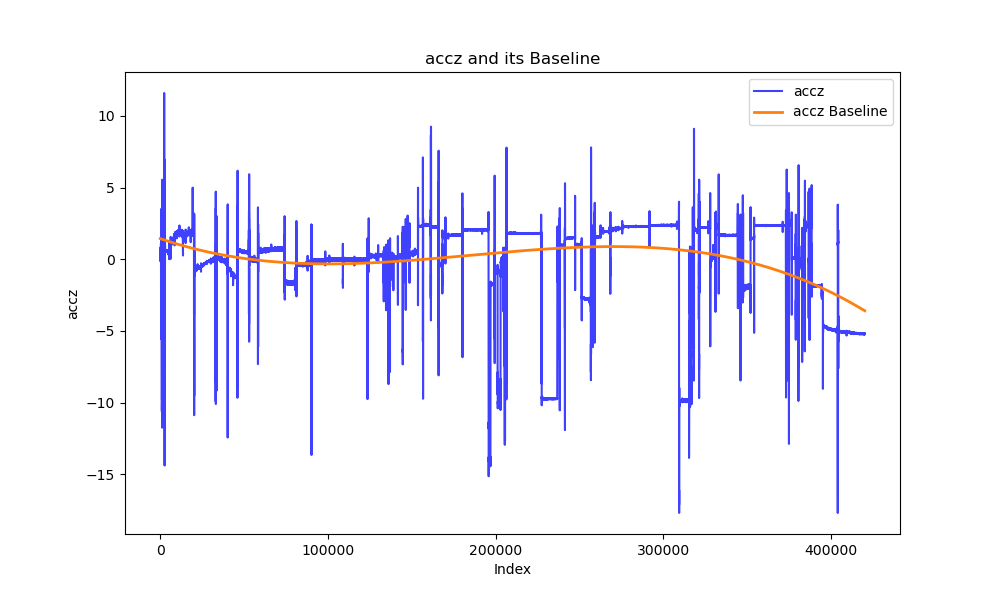 accz and its Baseline
accz
accz Baseline
10
5
0
−5
−10
−15
accz
0
100000
200000
300000
400000
Index